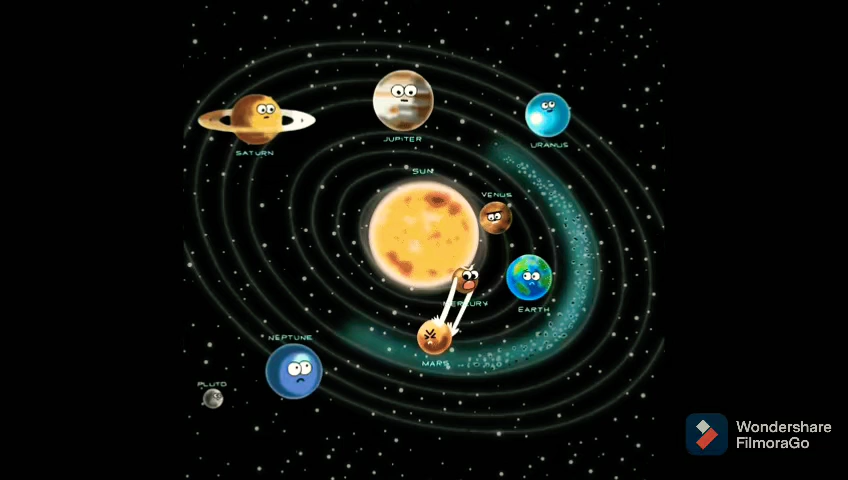 JUPITER
URANUS
SATURN
SUN
VENUS
MERCURY
EARTH
NEPTUNE
MARS
PLUTO
Wondershare
FilmoraGo